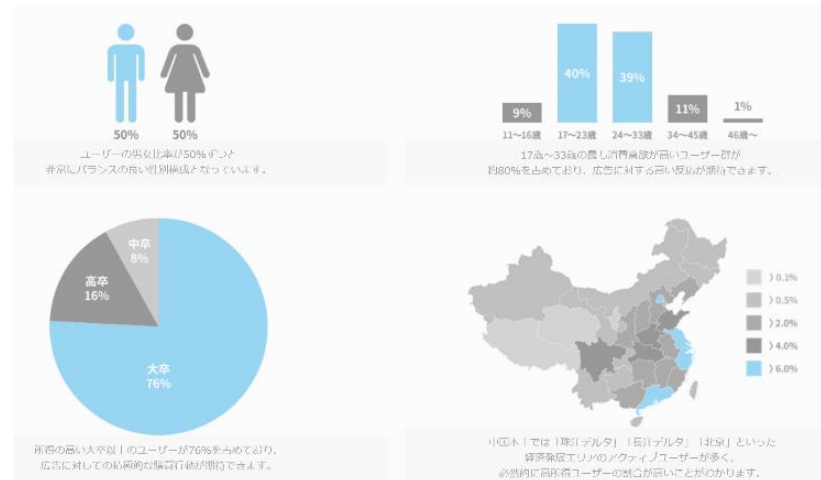 50% 50%
ユーザーの男女比率が50%ずつと
非常にバランスの良い性別構成となっています。
9% 40% 39% 11% 1%
11〜16歳 17〜23歳 24〜33歳 34〜45歳 46歳〜
17歳〜33歳の最も消費意欲が高いユーザー群が
約80%を占めており、広告に対する高い反応が期待できます。
中卒
8%
高卒
16%
大卒
76%
所得の高い大卒以上のユーザーが76%を占めており、
広告に対しての積極的な購買行動が期待できます。
》0.1%
》0.5%
》2.0%
》4.0%
》6.0%
中国本土では「珠江デルタ」「長江デルタ」「北京」といった
経済発展エリアのアクティブユーザーが多く、
必然的に高所得ユーザーの割合が高いことがわかります。